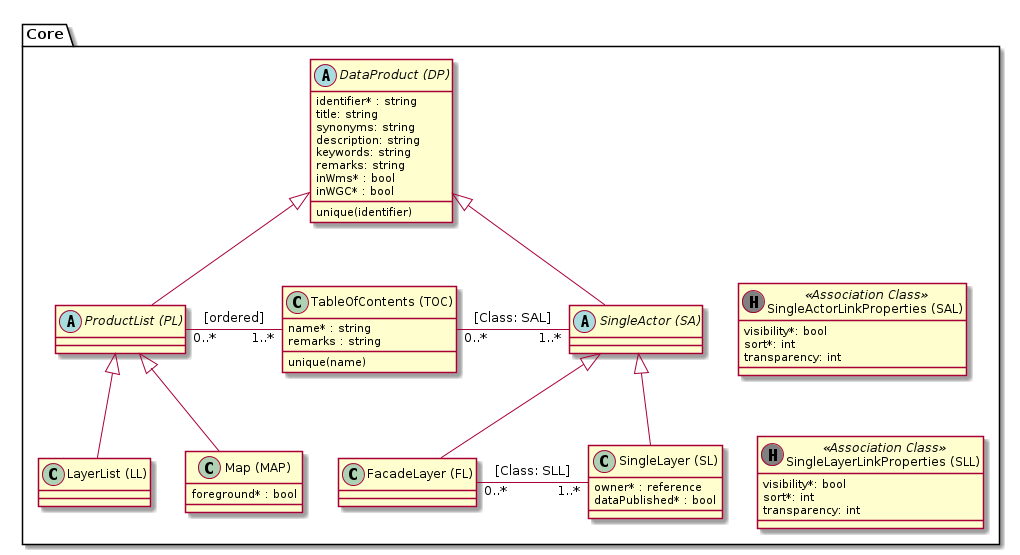 Core
A DataProduct (DP)
identifier* : string
title: string
synonyms: string
description: string
keywords: string
remarks: string
inWms* : bool
inWGC* : bool
unique(identifier)
A ProductList (PL)
[ordered]
0..* 1..*
C TableOfContents (TOC)
name* : string
remarks : string
unique(name)
[Class: SAL]
0..* 1..*
A SingleActor (SA)
H «Association Class»
SingleActorLinkProperties (SAL)
visibility*: bool
sort*: int
transparency: int
C LayerList (LL)
C Map (MAP)
foreground* : bool
C FacadeLayer (FL)
[Class: SLL]
0..* 1..*
C SingleLayer (SL)
owner* : reference
dataPublished* : bool
H «Association Class»
SingleLayerLinkProperties (SLL)
visibility*: bool
sort*: int
transparency: int